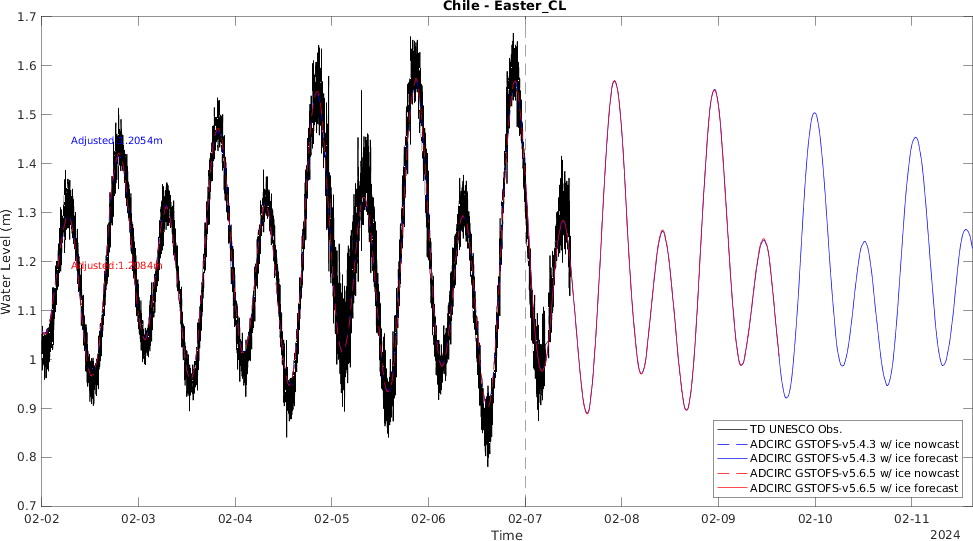 Chile - Easter_CL
1.7
1.6
1.5
1.4
1.3
1.2
1.1
1
0.9
0.8
0.7
Water Level (m)
Adjusted:1.2054m
Adjusted:1.2084m
TD UNESCO Obs.
ADCIRC GSTOFS-v5.4.3 w/ ice nowcast
ADCIRC GSTOFS-v5.4.3 w/ ice forecast
ADCIRC GSTOFS-v5.6.5 w/ ice nowcast
ADCIRC GSTOFS-v5.6.5 w/ ice forecast
02-02 02-03 02-04 02-05 02-06 02-07 02-08 02-09 02-10 02-11
Time
2024